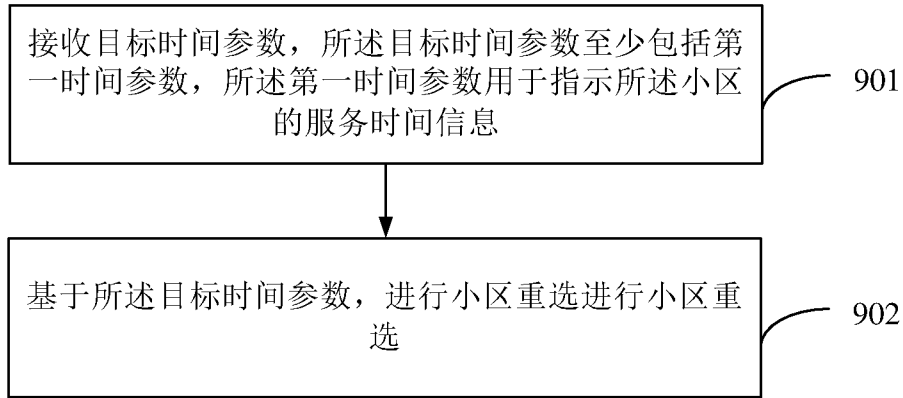 接收目标时间参数，所述目标时间参数至少包括第
一时间参数，所述第一时间参数用于指示所述小区
的服务时间信息
901
基于所述目标时间参数，进行小区重选进行小区重
选
902